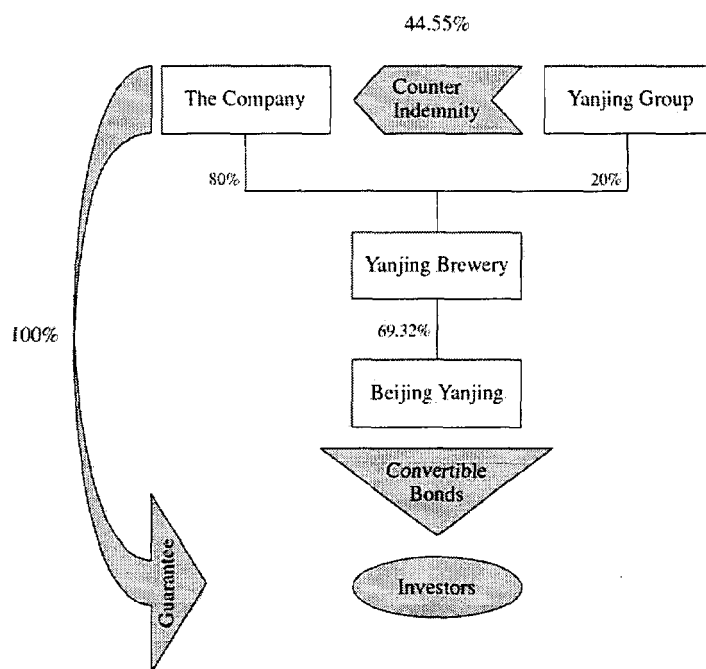 44.55%
The Company
Counter
Indemnity
Yanjing Group
80%
20%
Yanjing Brewery
100%
69.32%
Beijing Yanjing
Convertible
Bonds
Guarantee
Investors